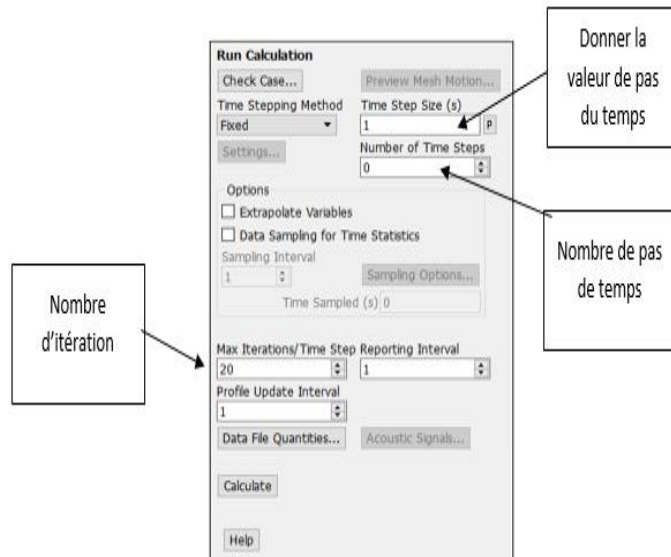 Donner la
valeur de pas
du temps
Run Calculation
Check Case...
Preview Mesh Motion...
Time Stepping Method
Time Step Size (s)
Fixed
1
P
Settings...
Number of Time Steps
0
Options
Extrapolate Variables
Data Sampling for Time Statistics
Sampling Interval
1
Sampling Options...
Time Sampled (s) 0
Nombre de pas
de temps
Nombre
d’itération
Max Iterations/Time Step
Reporting Interval
20
1
Profile Update Interval
1
Data File Quantities...
Acoustic Signals...
Calculate
Help